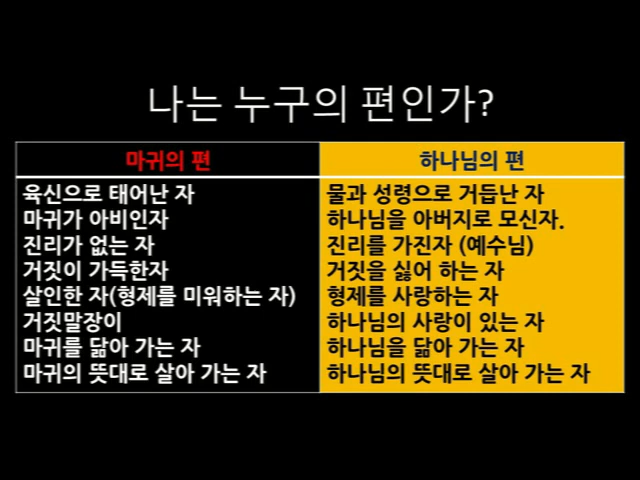 나는 누구의 편인가?
마귀의 편
하나님의 편
육신으로 태어난 자
물과 성령으로 거듭난 자
마귀가 아비인자
하나님을 아버지로 모신자.
진리가 없는 자
진리를 가진자 (예수님)
거짓이 가득한자
거짓을 싫어 하는 자
살인한 자(형제를 미워하는 자)
형제를 사랑하는 자
거짓말장이
하나님의 사랑이 있는 자
마귀를 닮아 가는 자
하나님을 닮아 가는 자
마귀의 뜻대로 살아 가는 자
하나님의 뜻대로 살아 가는 자